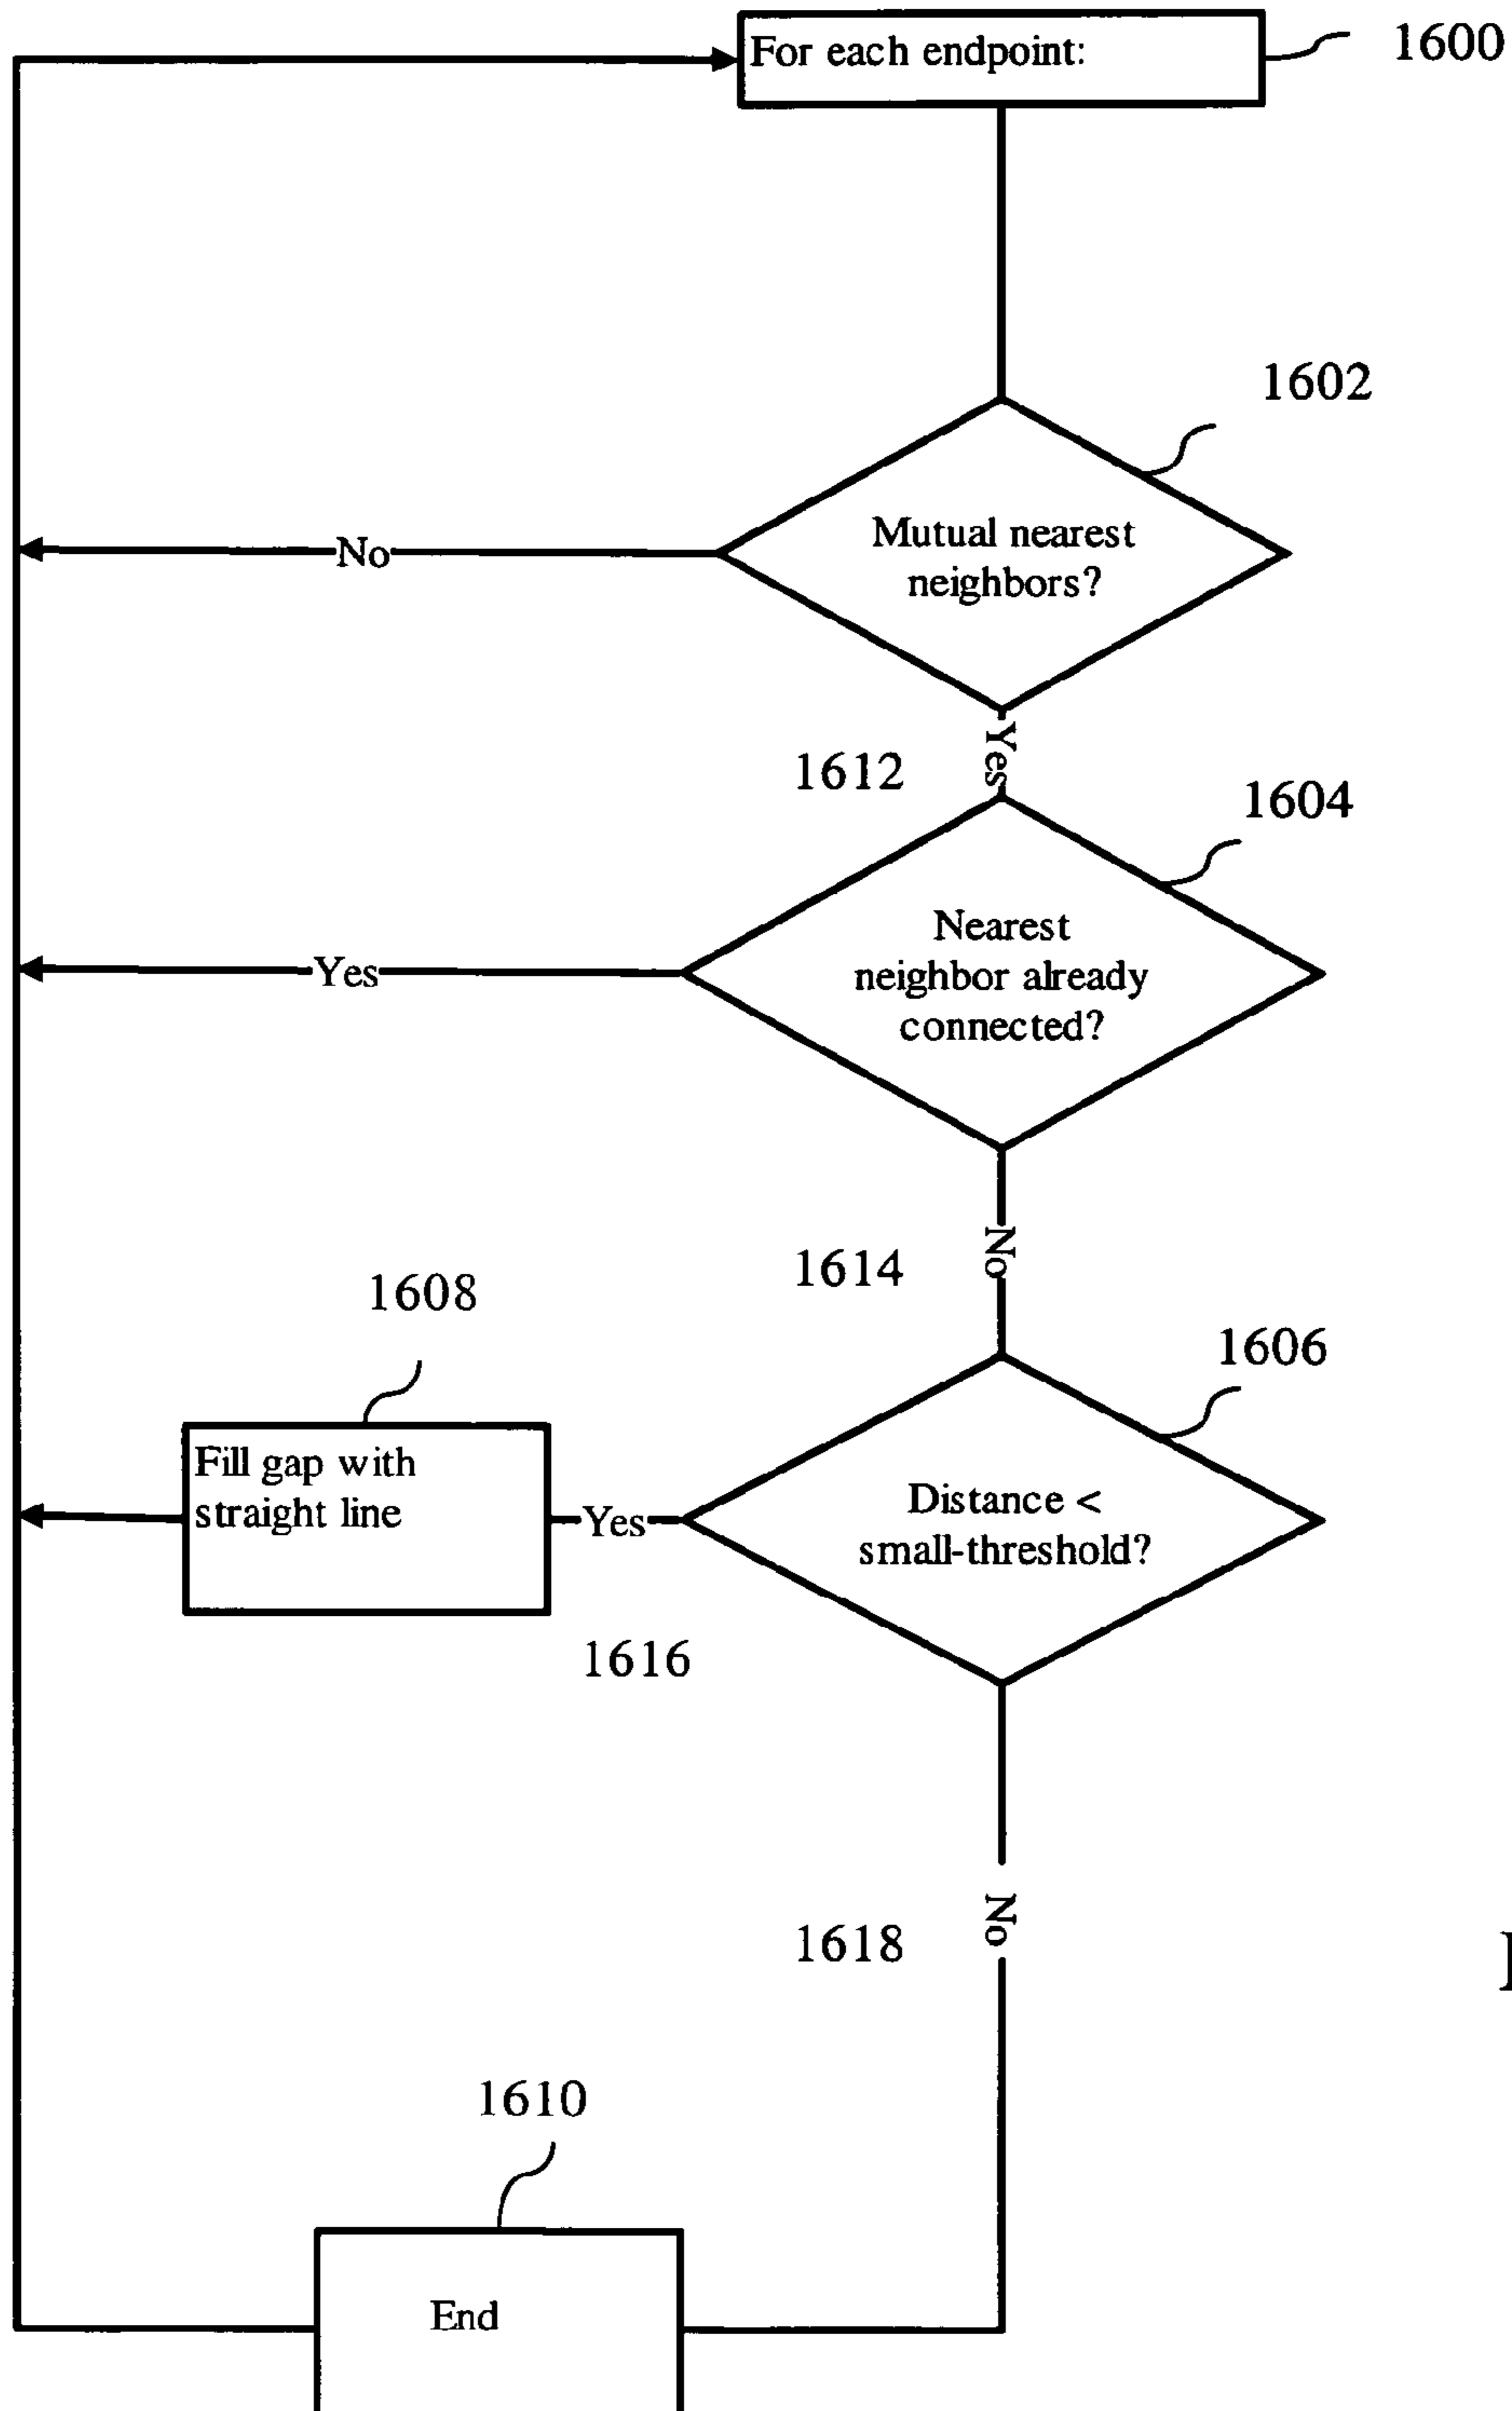 For each endpoint:
1600
1602
Mutual nearest
neighbors?
No
Yes
1612
1604
Nearest
neighbor already
connected?
Yes
No
1614
1608
1606
Fill gap with
straight line
Yes
Distance <
small-threshold?
1616
No
1618
1610
End